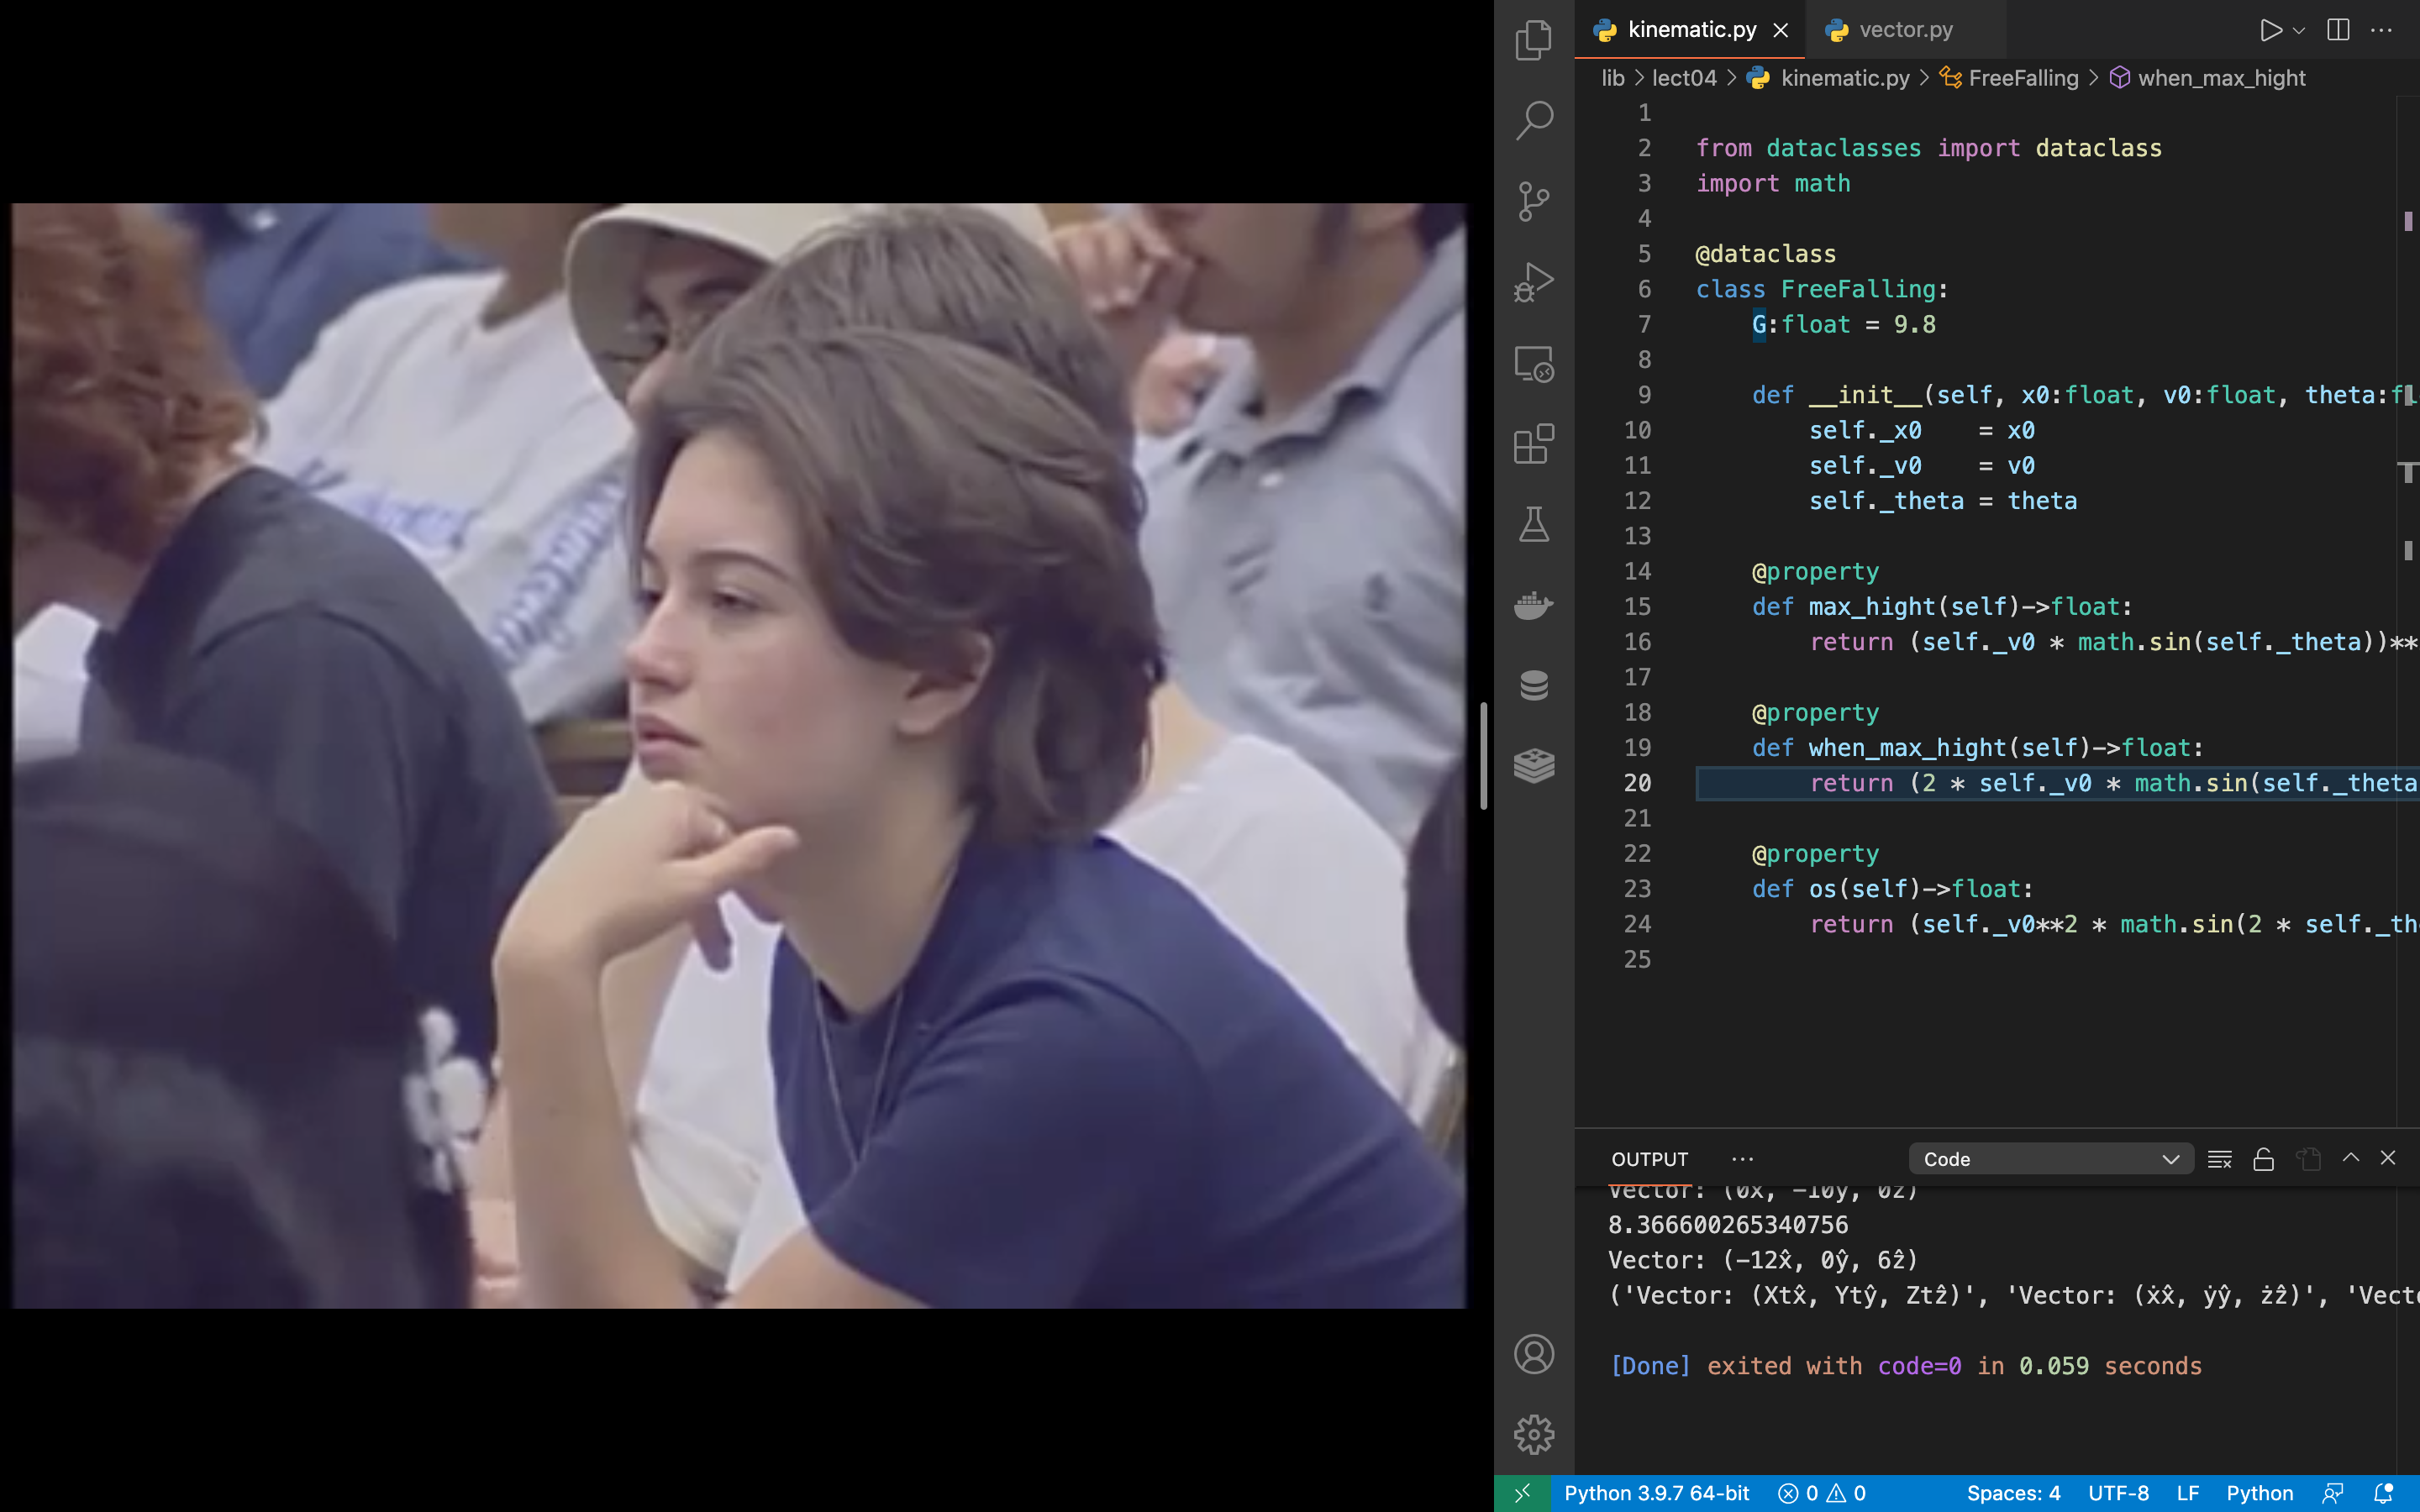 kinematic.py
vector.py
lib > lect04 > kinematic.py > FreeFalling > when_max_hight
1
2 from dataclasses import dataclass
3 import math
4
5 @dataclass
6 class FreeFalling:
7 G:float = 9.8
8
9 def __init__(self, x0:float, v0:float, theta:fl
10 self._x0 = x0
11 self._v0 = v0
12 self._theta = theta
13
14 @property
15 def max_hight(self)->float:
16 return (self._v0 * math.sin(self._theta))**
17
18 @property
19 def when_max_hight(self)->float:
20 return (2 * self._v0 * math.sin(self._theta
21
22 @property
23 def os(self)->float:
24 return (self._v0**2 * math.sin(2 * self._th
25
OUTPUT ··· Code
Vector: (0x̂, -10ŷ, 0ẑ)
8.366600265340756
Vector: (-12x̂, 0ŷ, 6ẑ)
('Vector: (Xtx̂, Ytŷ, Ztẑ)', 'Vector: (ẋx̂, ẏŷ, żẑ)', 'Vect
[Done] exited with code=0 in 0.059 seconds
Python 3.9.7 64-bit 0 0 Spaces: 4 UTF-8 LF Python